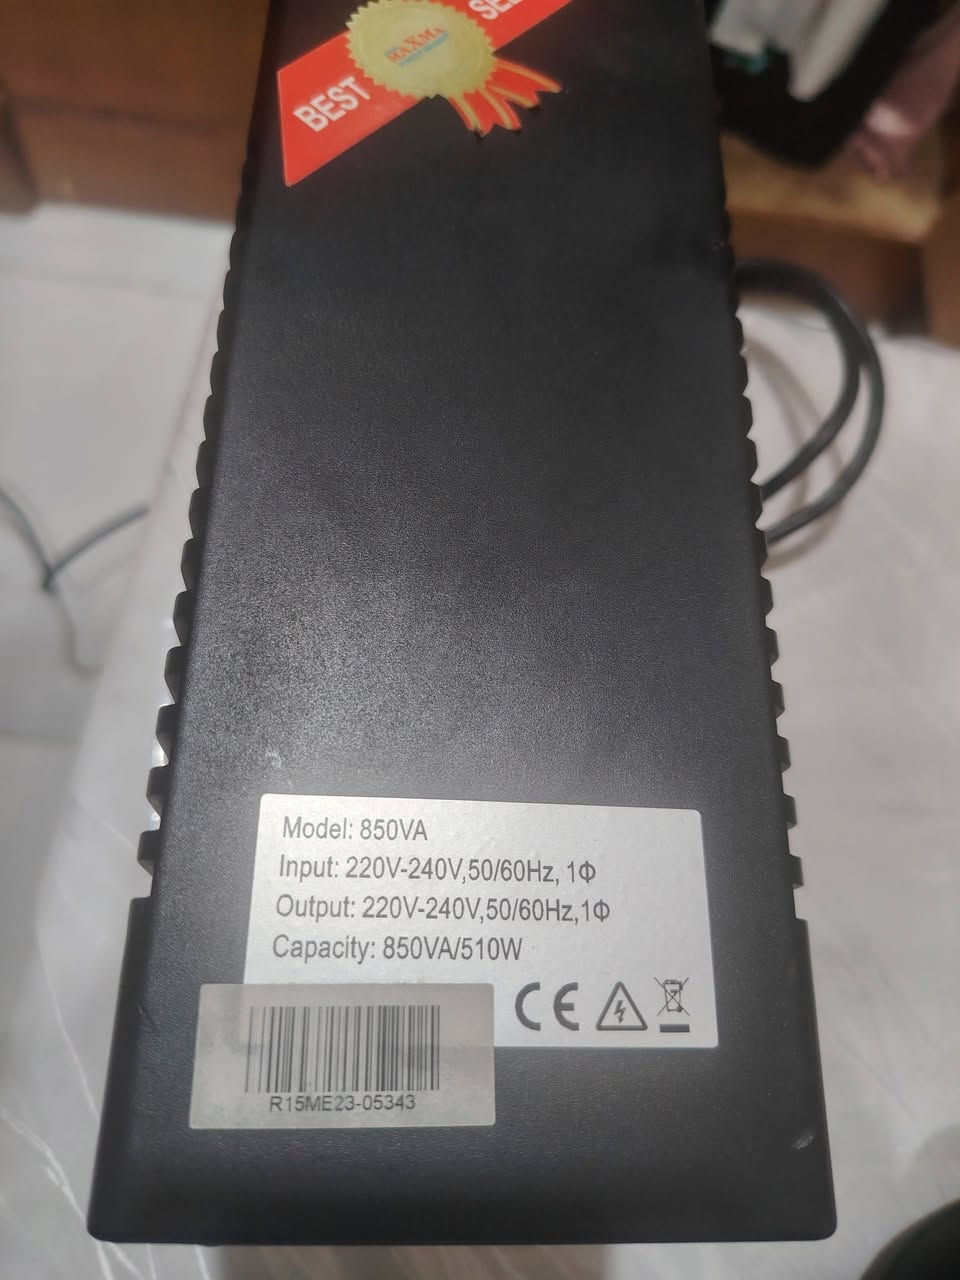 BEST
MAXMA
Model: 850VA
Input: 220V-240V,50/60Hz, 1Φ
Output: 220V-240V,50/60Hz,1Φ
Capacity: 850VA/510W
CE
R15ME23-05343